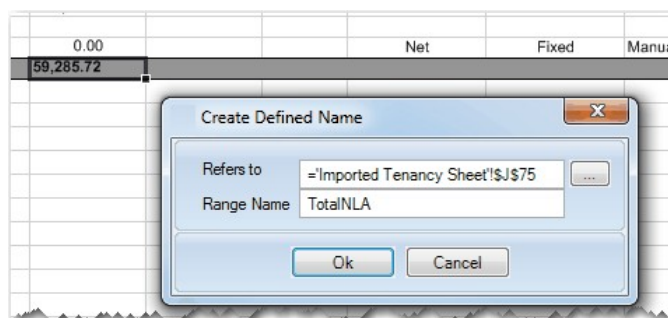 0.00 Net Fixed Manua
59,285.72
Create Defined Name
Refers to ='Imported Tenancy Sheet'!$J$75 ...
Range Name TotalNLA
Ok Cancel